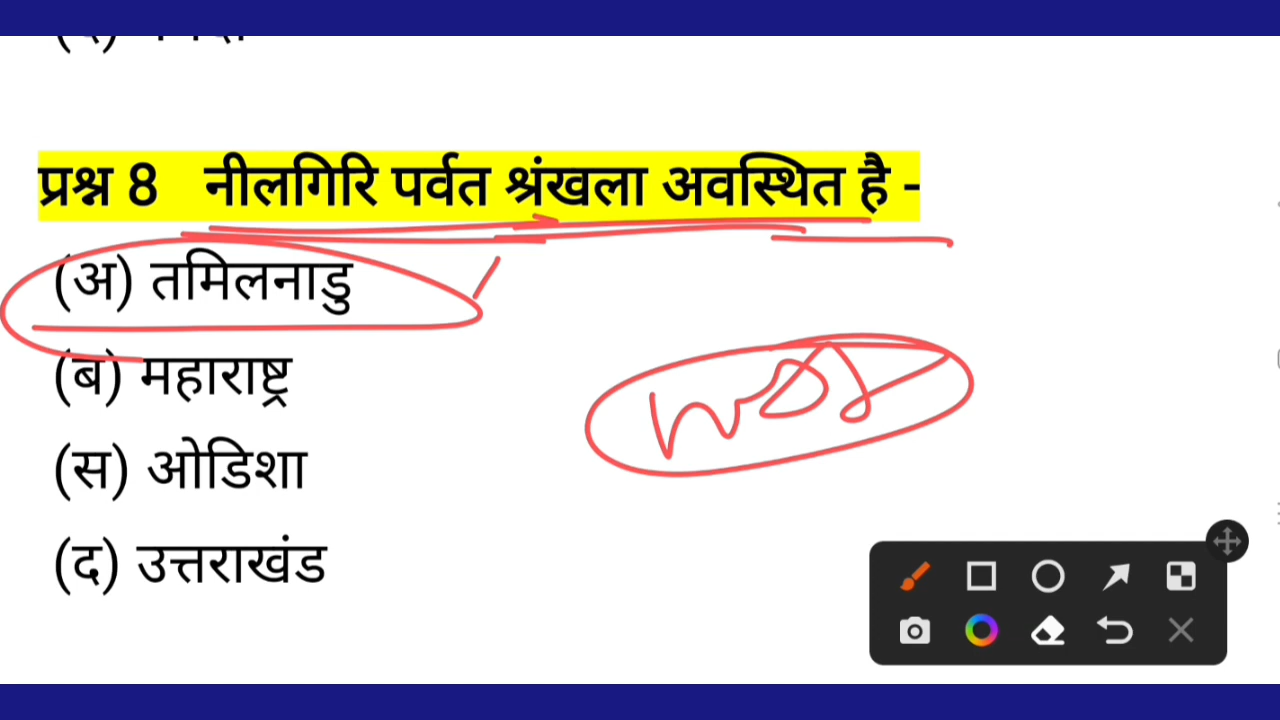 प्रश्न 8 नीलगिरि पर्वत श्रंखला अवस्थित है -
(अ) तमिलनाडु
(ब) महाराष्ट्र
(स) ओडिशा
(द) उत्तराखंड